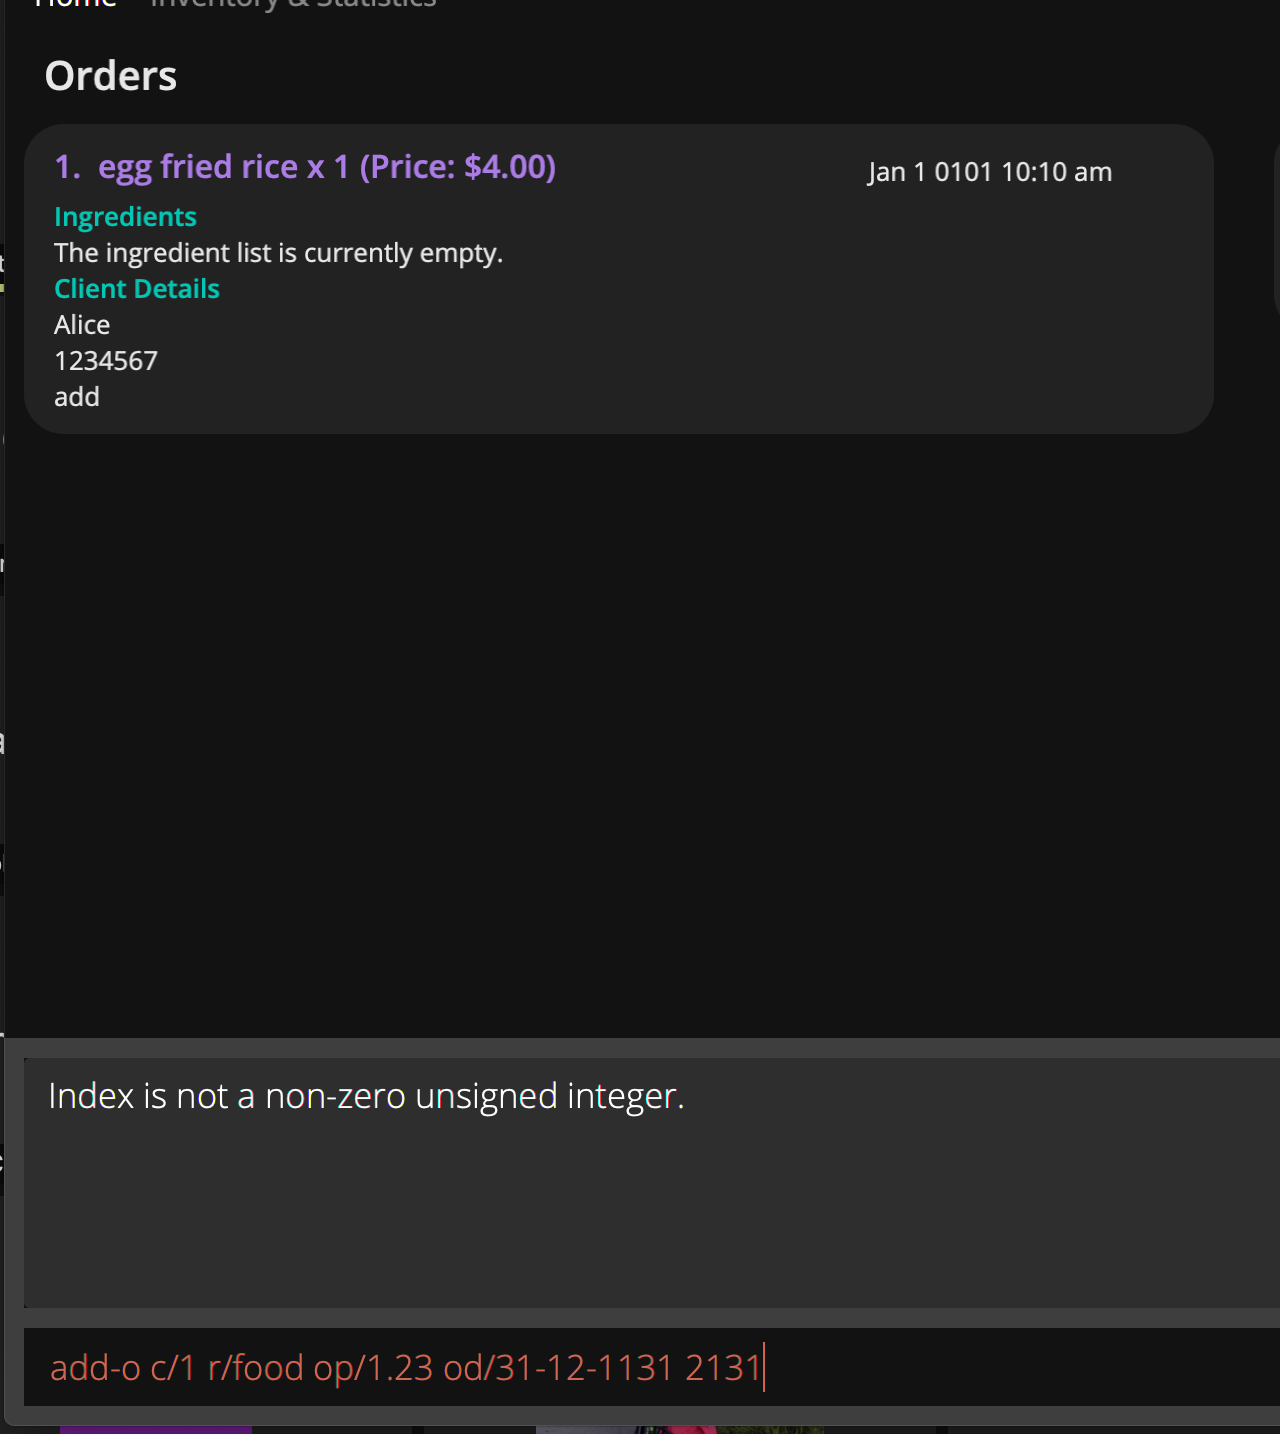 Home Inventory & Statistics
Orders
1. egg fried rice x 1 (Price: $4.00)
Jan 1 0101 10:10 am
Ingredients
The ingredient list is currently empty.
Client Details
Alice
1234567
add
Index is not a non-zero unsigned integer.
add-o c/1 r/food op/1.23 od/31-12-1131 2131